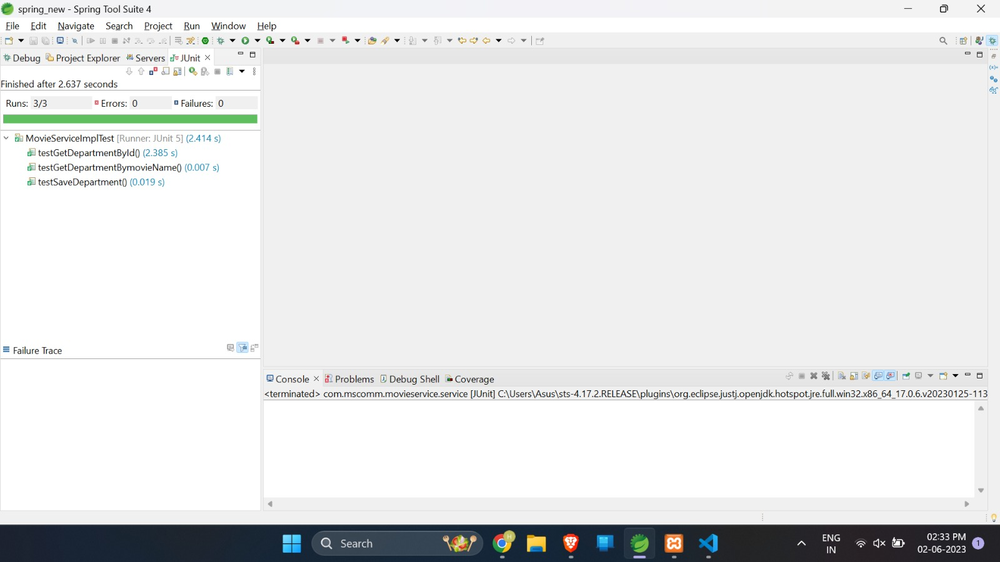 spring_new - Spring Tool Suite 4
File Edit Navigate Search Project Run Window Help
Debug Project Explorer Servers JUnit
Finished after 2.637 seconds
Runs: 3/3 Errors: 0 Failures: 0
MovieServiceImplTest [Runner: JUnit 5] (2.414 s)
testGetDepartmentById() (2.385 s)
testGetDepartmentBymovieName() (0.007 s)
testSaveDepartment() (0.019 s)
Failure Trace
Console Problems Debug Shell Coverage
<terminated> com.mscomm.movieservice.service [JUnit] C:\Users\Asus\sts-4.17.2.RELEASE\plugins\org.eclipse.justj.openjdk.hotspot.jre.full.win32.x86_64_17.0.6.v20230125-113
Search
ENG
IN
02:33 PM
02-06-2023
1